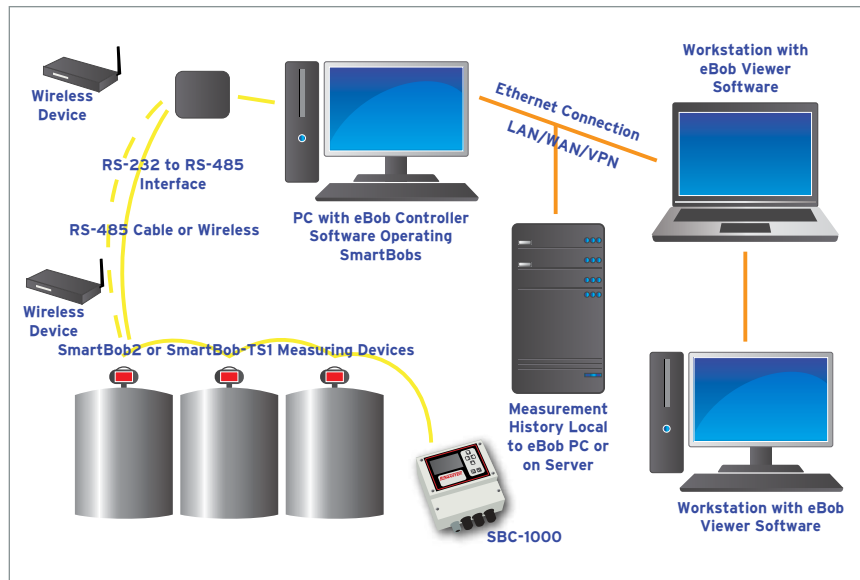 Wireless
Device
RS-232 to RS-485
Interface
RS-485 Cable or Wireless
Wireless
Device
PC with eBob Controller
Software Operating
SmartBobs
Ethernet Connection
LAN/WAN/VPN
Workstation with
eBob Viewer
Software
SmartBob2 or SmartBob-TS1 Measuring Devices
Measurement
History Local
to eBob PC or
on Server
SBC-1000
Workstation with eBob
Viewer Software